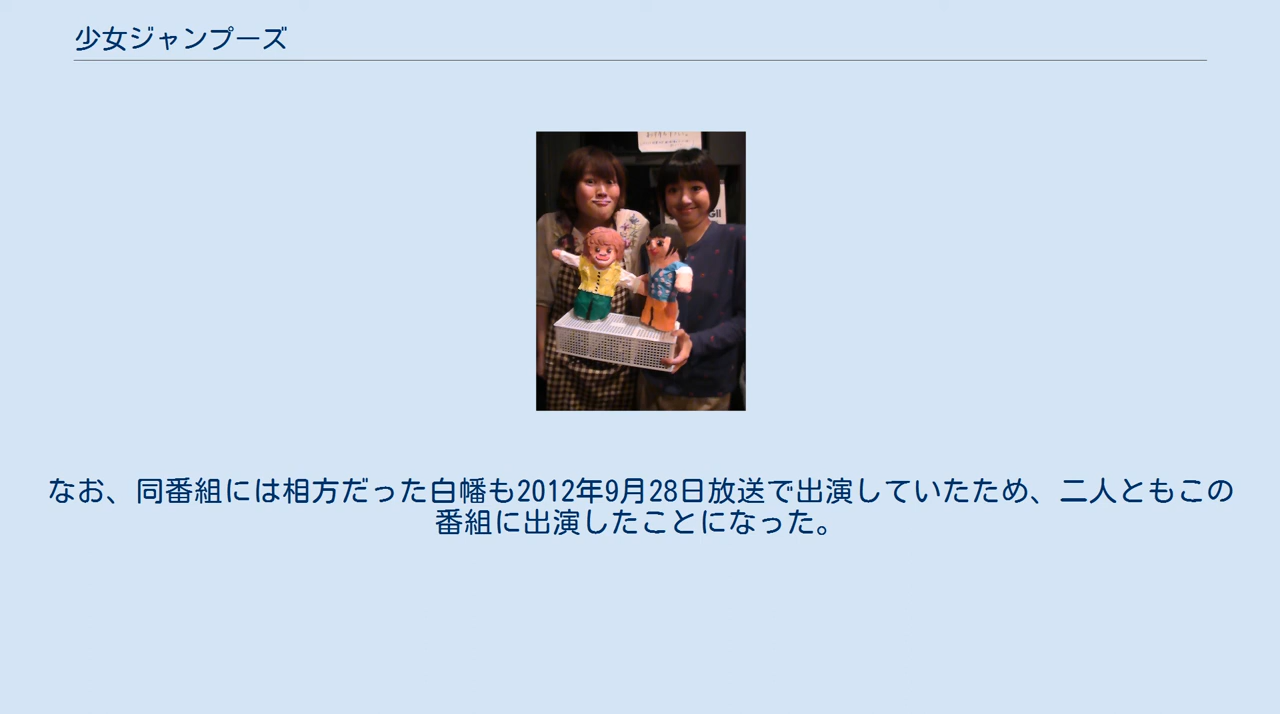 少女ジャンプーズ
なお、同番組には相方だった白幡も2012年9月28日放送で出演していたため、二人ともこの
番組に出演したことになった。